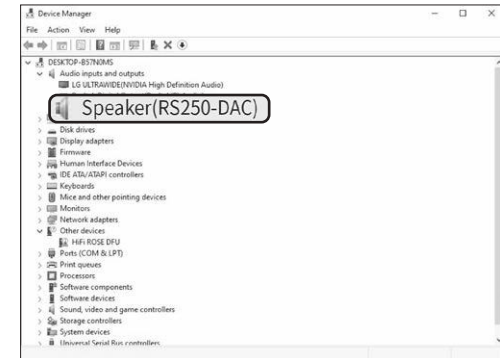 Device Manager
File Action View Help
DESKTOP-B57N0MS
Audio inputs and outputs
LG ULTRAWIDE(NVIDIA High Definition Audio)
Speaker(RS250-DAC)
Disk drives
Display adapters
Firmware
Human Interface Devices
IDE ATA/ATAPI controllers
Keyboards
Mice and other pointing devices
Monitors
Network adapters
Other devices
HiFi ROSE DFU
Ports (COM & LPT)
Print queues
Processors
Software components
Software devices
Sound, video and game controllers
Storage controllers
System devices
Universal Serial Bus controllers